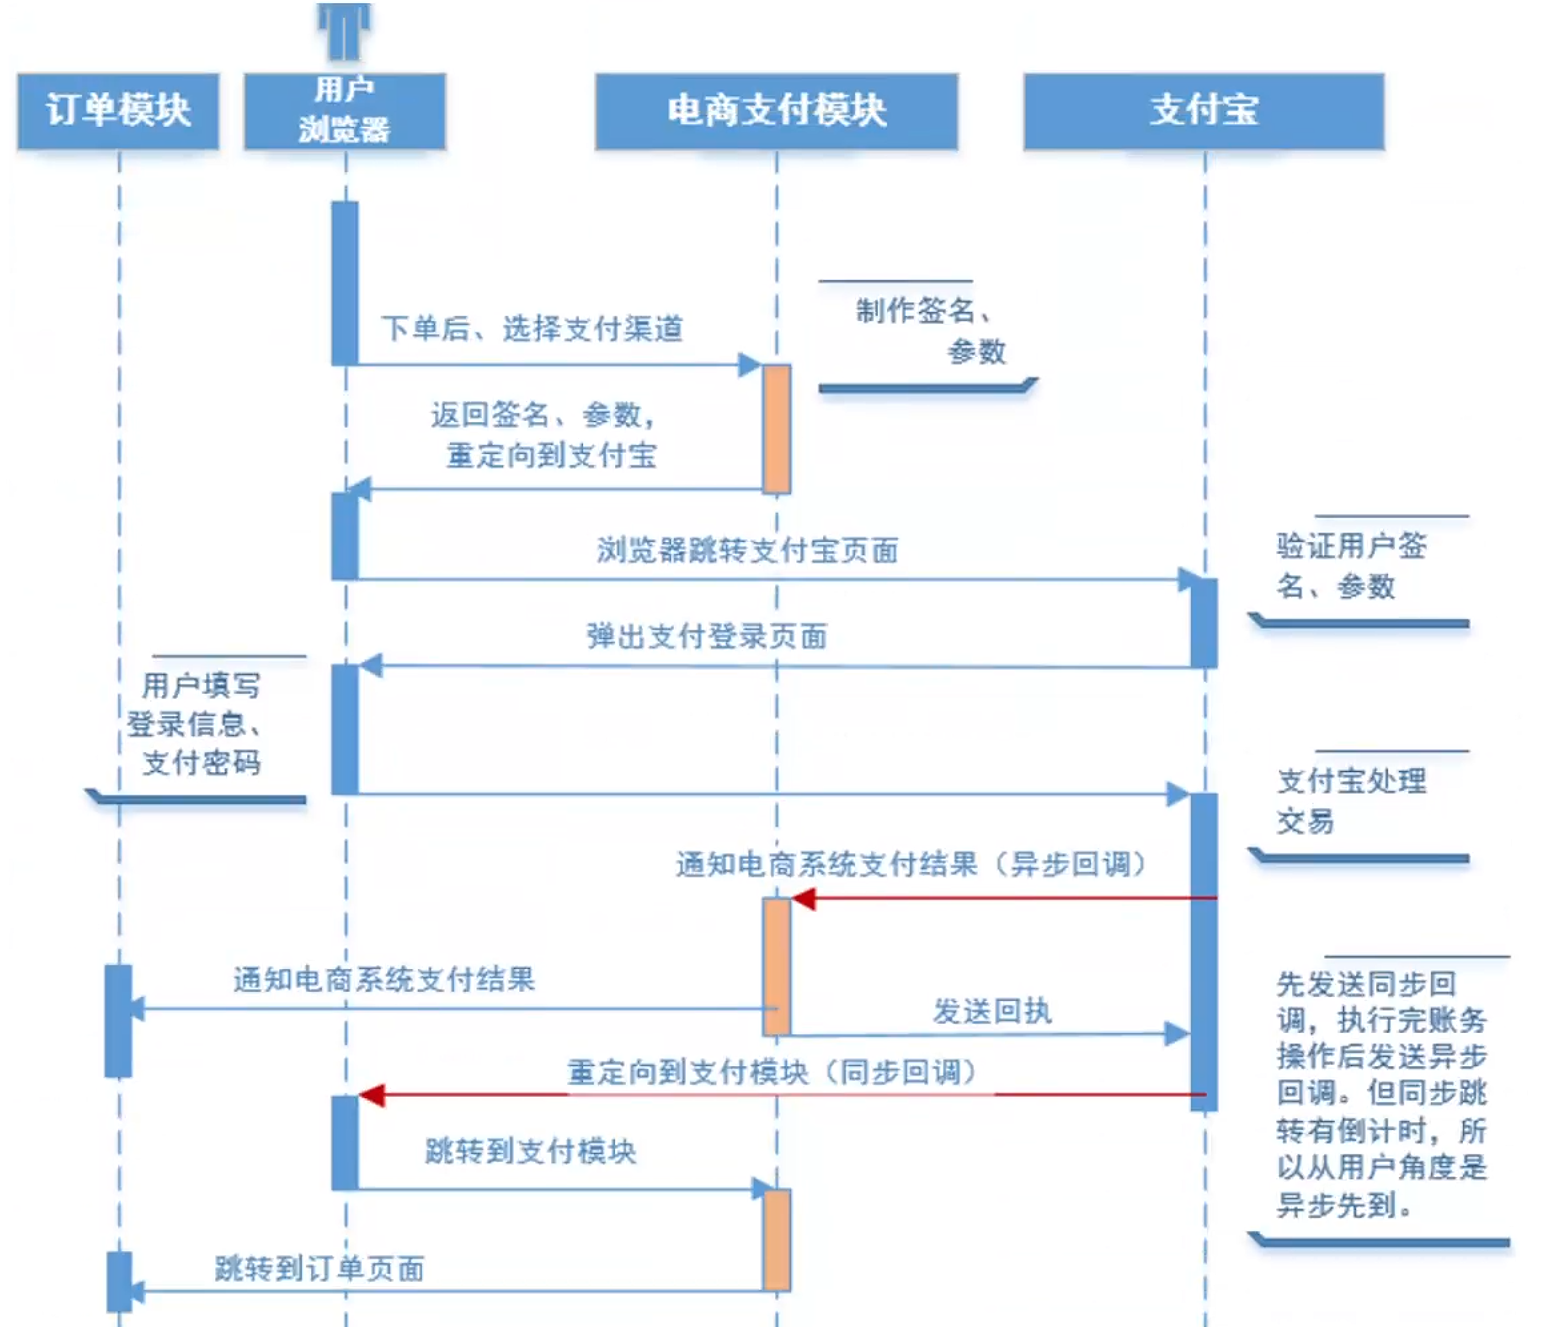 订单模块
用户
浏览器
电商支付模块
支付宝
下单后、选择支付渠道
制作签名、
参数
返回签名、参数，
重定向到支付宝
浏览器跳转支付宝页面
验证用户签
名、参数
弹出支付登录页面
用户填写
登录信息、
支付密码
支付宝处理
交易
通知电商系统支付结果（异步回调）
通知电商系统支付结果
发送回执
先发送同步回
调，执行完账务
操作后发送异步
回调。但同步跳
转有倒计时，所
以从用户角度是
异步先到。
重定向到支付模块（同步回调）
跳转到支付模块
跳转到订单页面